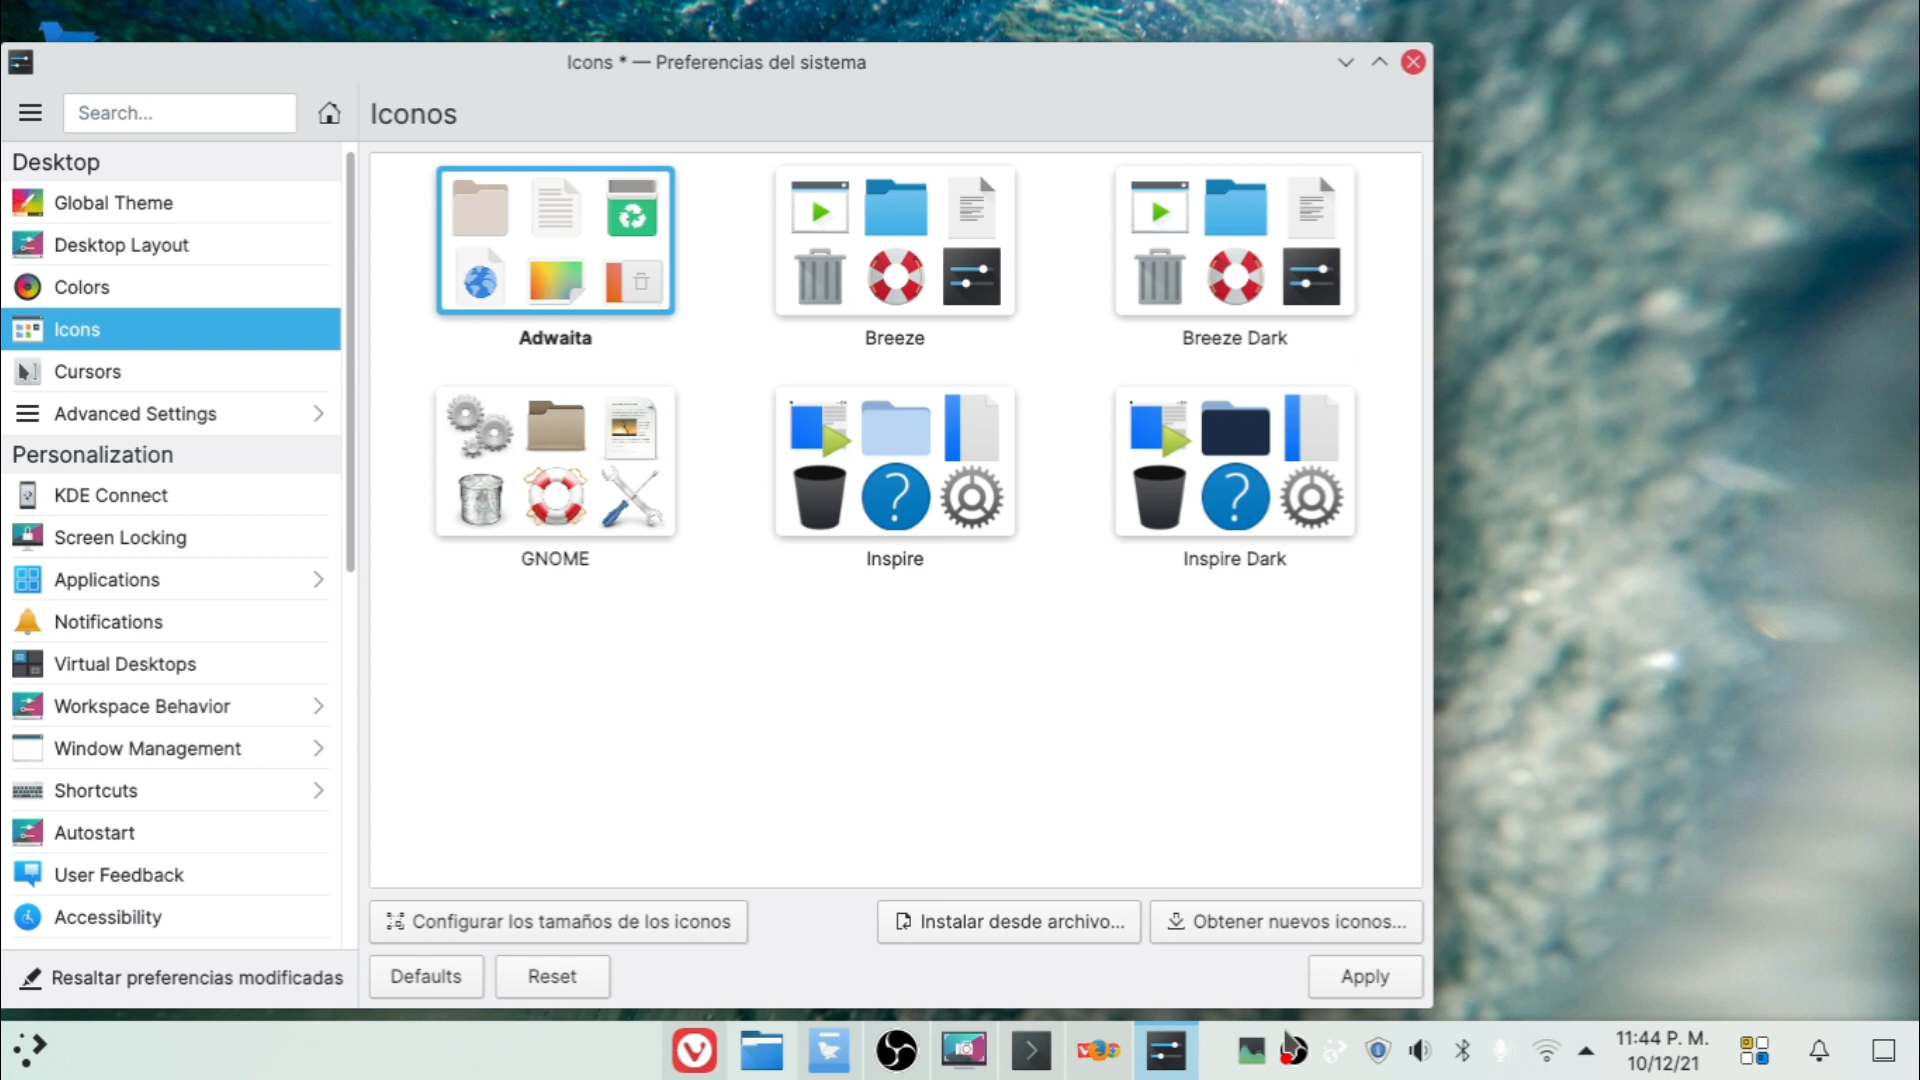 Icons * — Preferencias del sistema
Search...
Iconos
Desktop
Global Theme
Desktop Layout
Colors
Icons
Cursors
Advanced Settings
Personalization
KDE Connect
Screen Locking
Applications
Notifications
Virtual Desktops
Workspace Behavior
Window Management
Shortcuts
Autostart
User Feedback
Accessibility
Resaltar preferencias modificadas
Adwaita
Breeze
Breeze Dark
GNOME
Inspire
Inspire Dark
Configurar los tamaños de los iconos
Instalar desde archivo...
Obtener nuevos iconos...
Defaults
Reset
Apply
11:44 P. M.
10/12/21